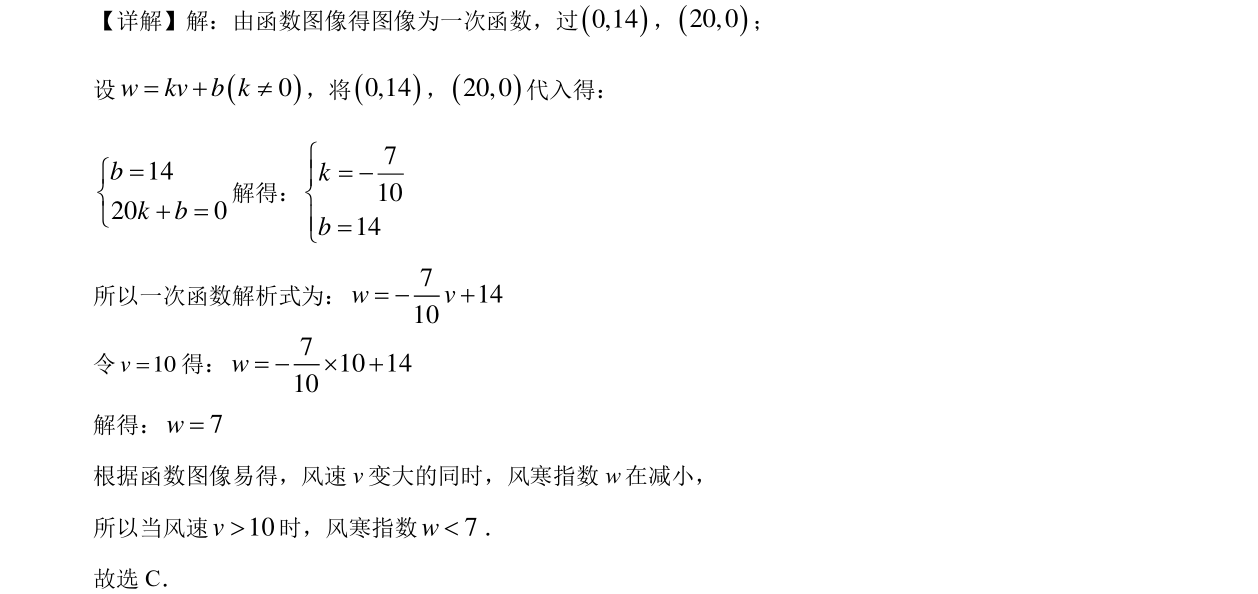 【详解】解：由函数图像得图像为一次函数，过(0,14)，(20,0)；
设w=kv+b(k≠0)，将(0,14)，(20,0)代入得：
{b=14 20k+b=0 解得：{k=-7/10 b=14
所以一次函数解析式为：w=-7/10 v+14
令v=10得：w=-7/10×10+14
解得：w=7
根据函数图像易得，风速v变大的同时，风寒指数w在减小，
所以当风速v>10时，风寒指数w<7．
故选C．